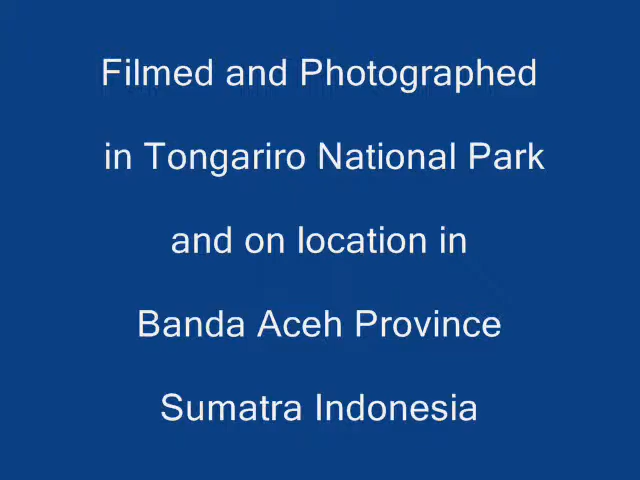 Filmed and Photographed
in Tongariro National Park
and on location in
Banda Aceh Province
Sumatra Indonesia